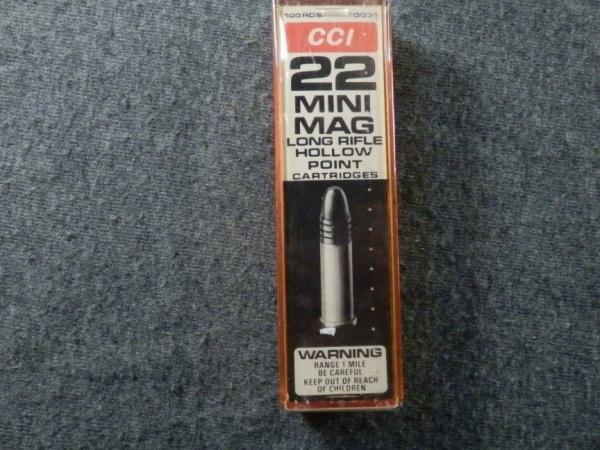 100 RDS 0031
CCI
22
MINI
MAG
LONG RIFLE
HOLLOW
POINT
CARTRIDGES
WARNING
RANGE 1 MILE
BE CAREFUL
KEEP OUT OF REACH
OF CHILDREN